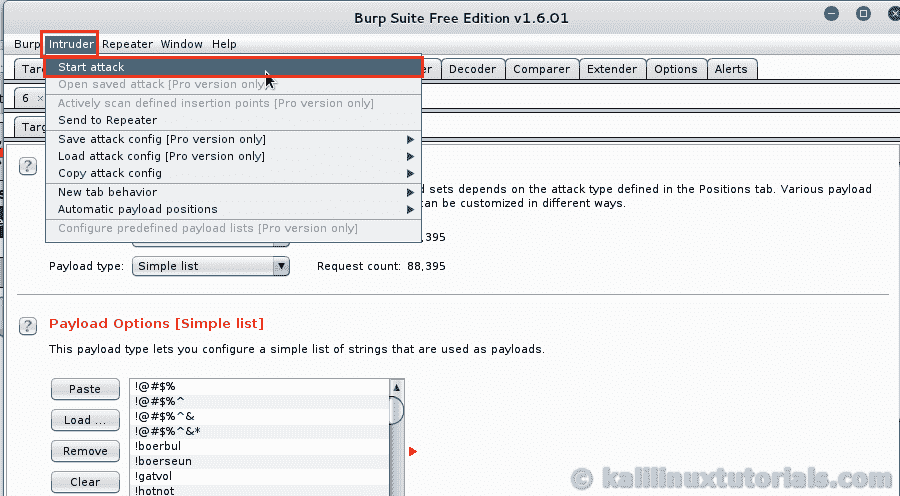 Burp Suite Free Edition v1.6.01
Burp Intruder Repeater Window Help
Start attack
Decoder Comparer Extender Options Alerts
Open saved attack [Pro version only]
6 ×
Actively scan defined insertion points [Pro version only]
Send to Repeater
Save attack config [Pro version only]
Load attack config [Pro version only]
Copy attack config
New tab behavior
sets depends on the attack type defined in the Positions tab. Various payload
can be customized in different ways.
Automatic payload positions
Configure predefined payload lists [Pro version only]
,395
Payload type: Simple list Request count: 88,395
? Payload Options [Simple list]
This payload type lets you configure a simple list of strings that are used as payloads.
Paste
Load ...
Remove
Clear
!@#$%
!@#$%^
!@#$%^&
!@#$%^&*
!boerbul
!boerseun
!gatvol
!hotnot
© kalilinuxtutorials.com